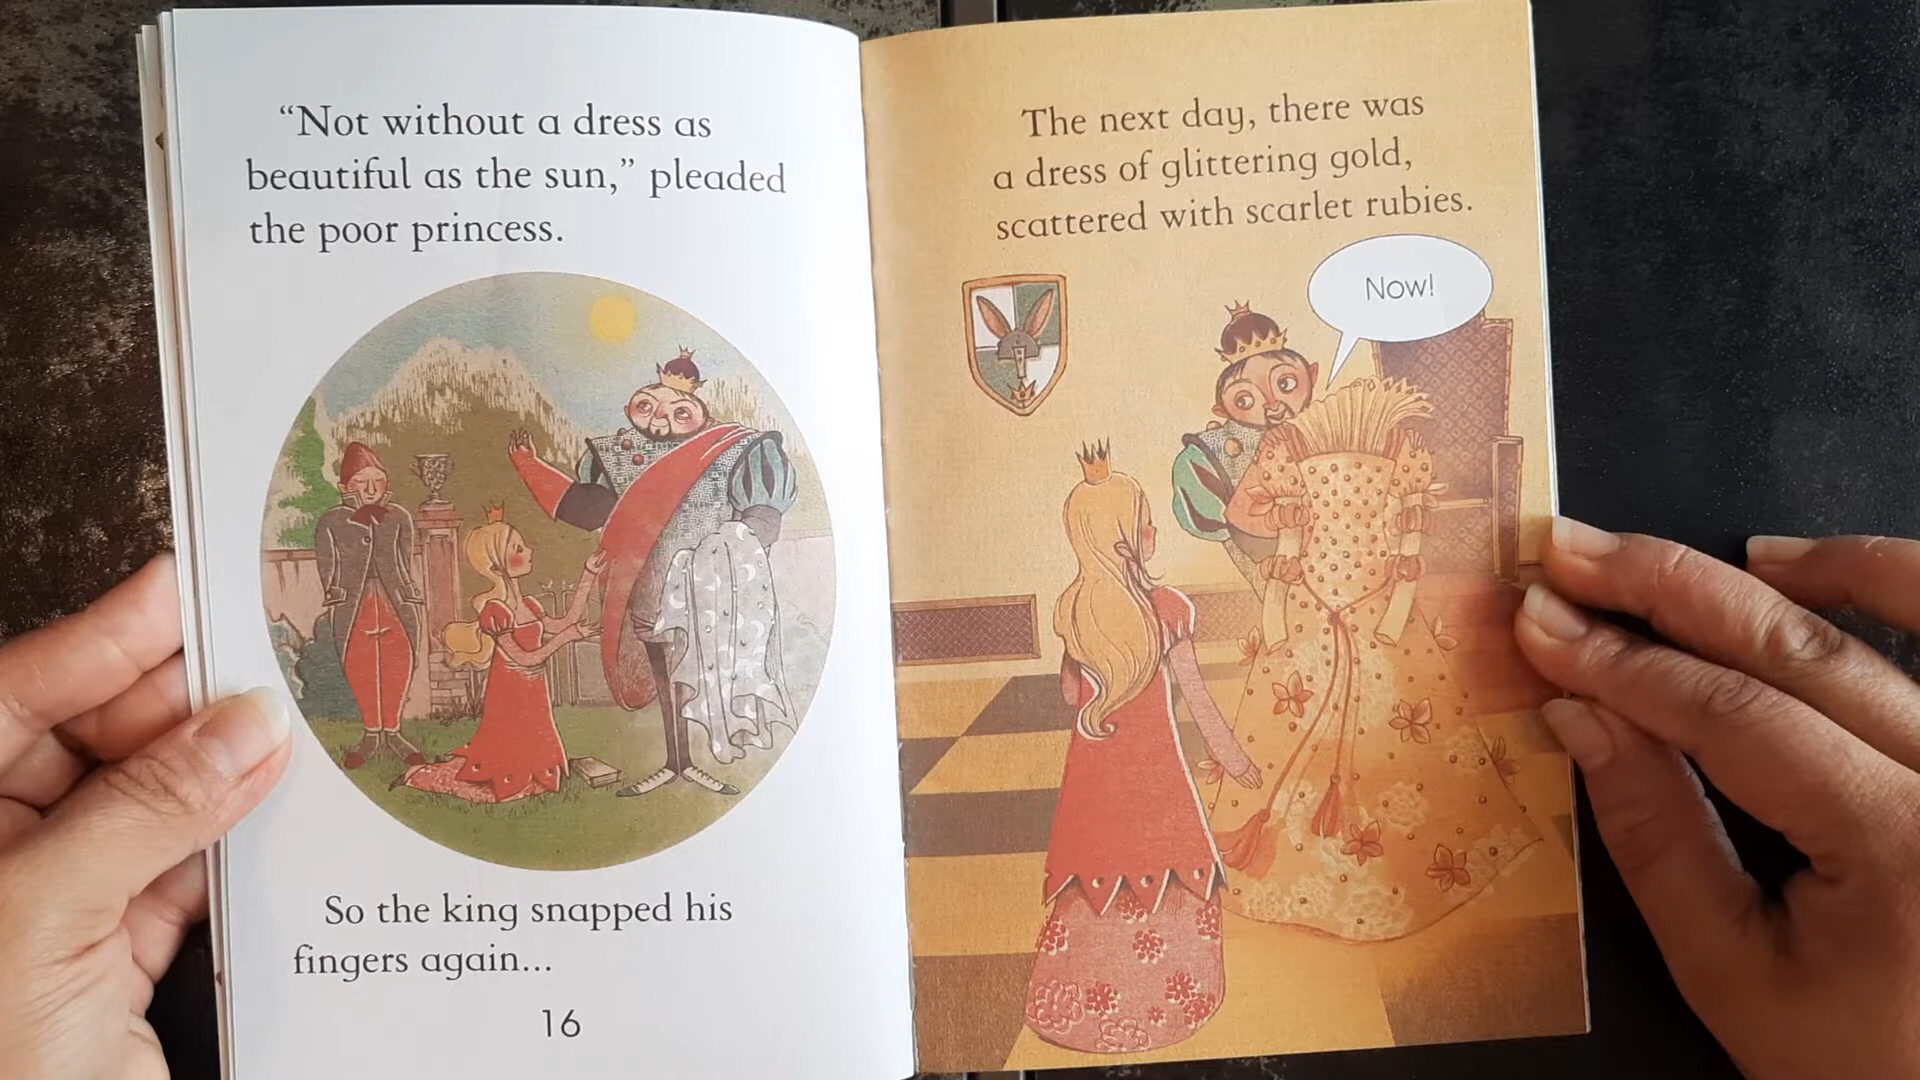 “Not without a dress as
beautiful as the sun,” pleaded
the poor princess.
So the king snapped his
fingers again...
16
The next day, there was
a dress of glittering gold,
scattered with scarlet rubies.
Now!